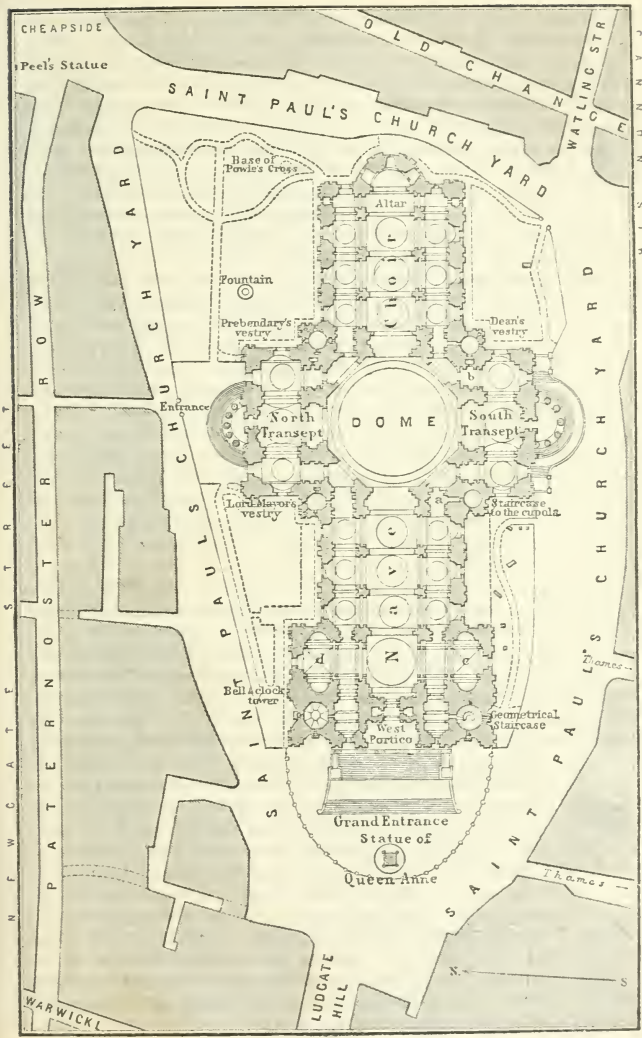 CHEAPSIDE
Peel's Statue
OLD CHANGE
WATLING STR
SAINT PAUL'S CHURCH YARD
Base of
Powle's Cross
Altar
Choir
Fountain
Prebendary's
vestry
Dean's
vestry
b
Entrance
North
Transept
DOME
South
Transept
Lord Mayor's
vestry
a
Staircase
to the cupola
Nave
d
c
Bell & clock
tower
Geometrical
Staircase
West
Portico
Grand Entrance
Statue of
Queen Anne
SAINT PAULS CHURCH YARD
SAINT PAUL'S CHURCH YARD
Thames
Thames
NEWGATE STREET
PATERNOSTER ROW
WARWICK L
LUDGATE
HILL
N.
S